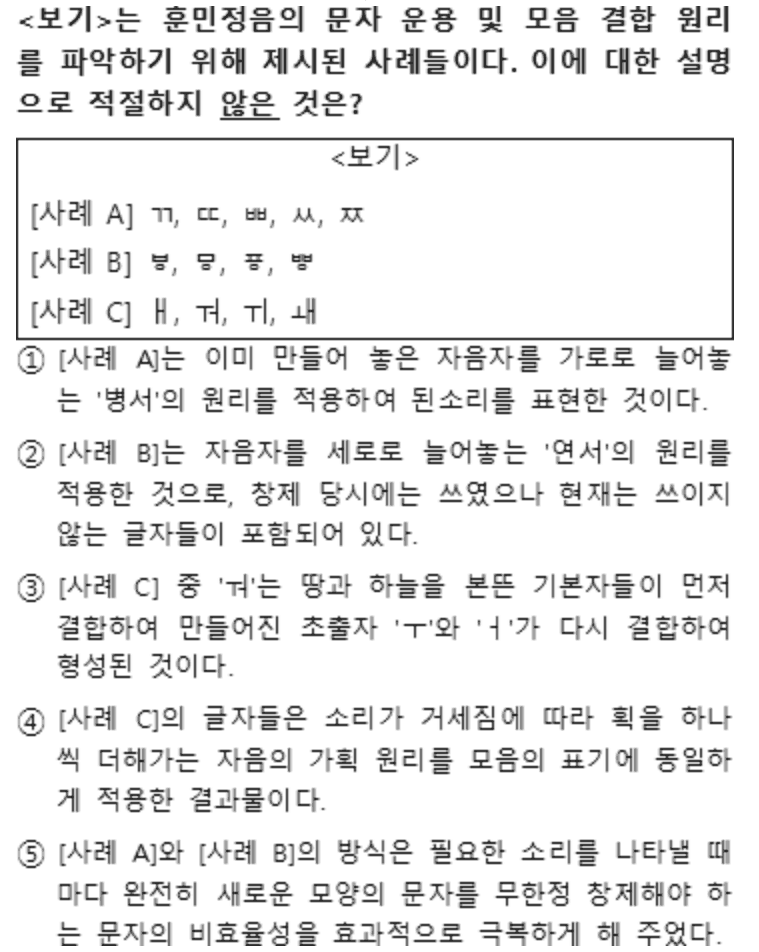 <보기>는 훈민정음의 문자 운용 및 모음 결합 원리
를 파악하기 위해 제시된 사례들이다. 이에 대한 설명
으로 적절하지 않은 것은?
<보기>
[사례 A] ㄲ, ㄸ, ㅃ, ㅆ, ㅉ
[사례 B] ㅸ, ㅱ, ㆄ, ㅹ
[사례 C] ㅐ, ㅝ, ㅟ, ㅙ
① [사례 A]는 이미 만들어 놓은 자음자를 가로로 늘어놓
는 '병서'의 원리를 적용하여 된소리를 표현한 것이다.
② [사례 B]는 자음자를 세로로 늘어놓는 '연서'의 원리를
적용한 것으로, 창제 당시에는 쓰였으나 현재는 쓰이지
않는 글자들이 포함되어 있다.
③ [사례 C] 중 'ㅝ'는 땅과 하늘을 본뜬 기본자들이 먼저
결합하여 만들어진 초출자 'ㅜ'와 'ㅓ'가 다시 결합하여
형성된 것이다.
④ [사례 C]의 글자들은 소리가 거세짐에 따라 획을 하나
씩 더해가는 자음의 가획 원리를 모음의 표기에 동일하
게 적용한 결과물이다.
⑤ [사례 A]와 [사례 B]의 방식은 필요한 소리를 나타낼 때
마다 완전히 새로운 모양의 문자를 무한정 창제해야 하
는 문자의 비효율성을 효과적으로 극복하게 해 주었다.